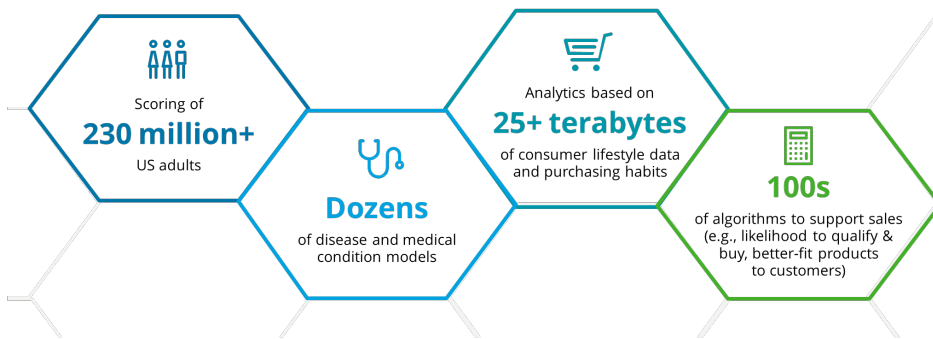 Scoring of
230 million+
US adults
Dozens
of disease and medical
condition models
Analytics based on
25+ terabytes
of consumer lifestyle data
and purchasing habits
100s
of algorithms to support sales
(e.g., likelihood to qualify &
buy, better-fit products
to customers)